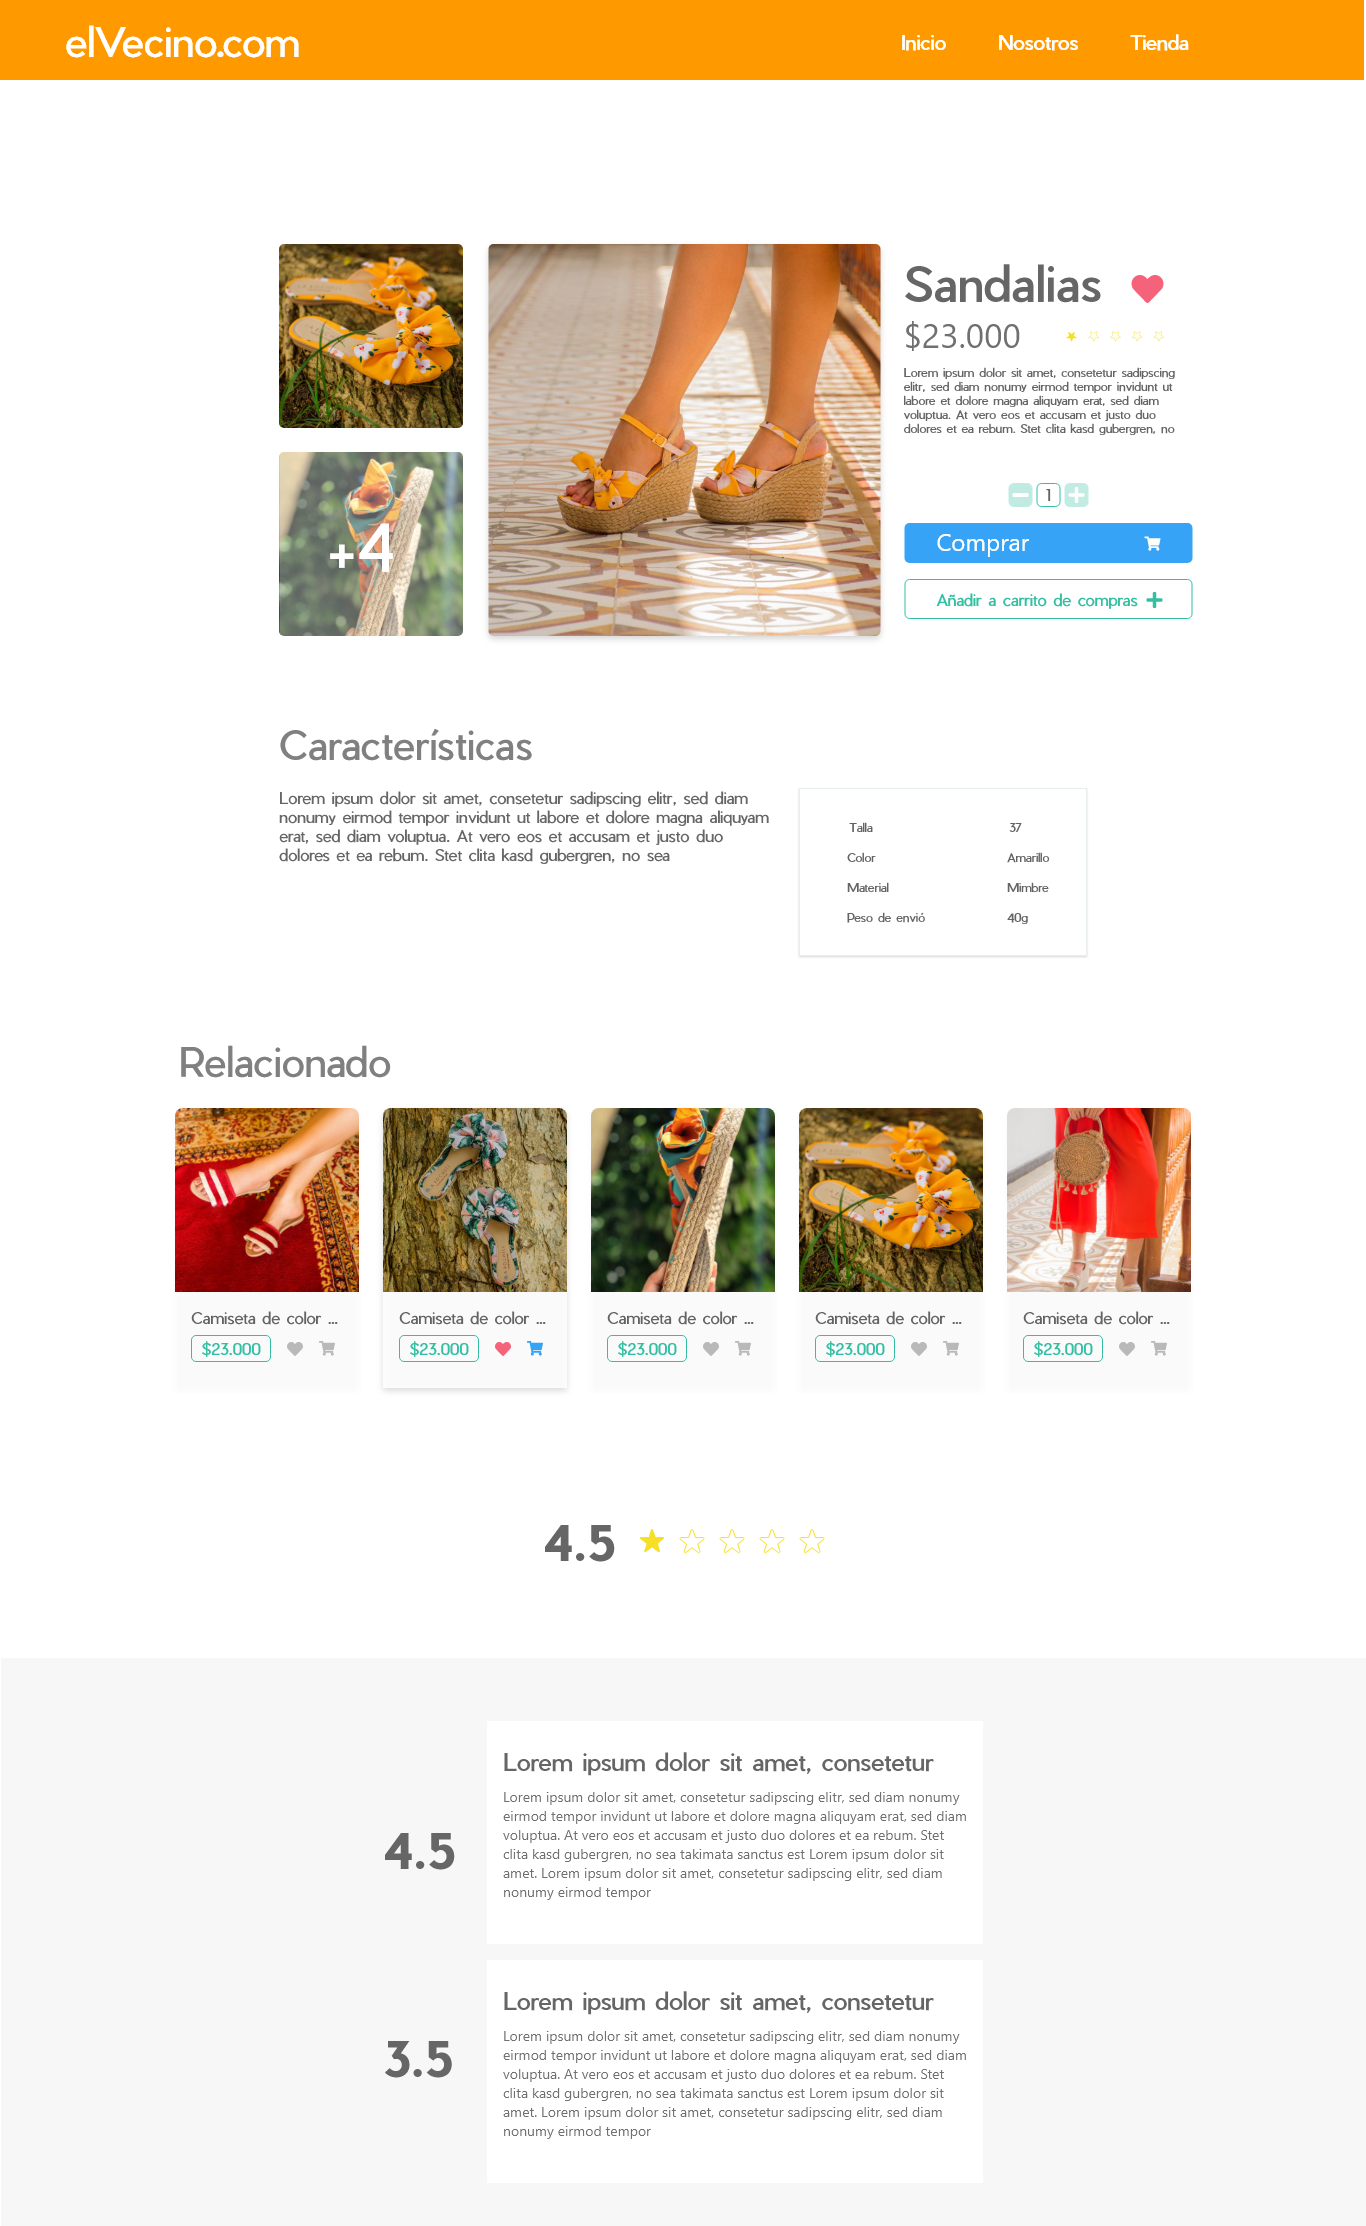 elVecino.com
Inicio Nosotros Tienda
Sandalias
$23.000
Lorem ipsum dolor sit amet, consetetur sadipscing
elitr, sed diam nonumy eirmod tempor invidunt ut
labore et dolore magna aliquyam erat, sed diam
voluptua. At vero eos et accusam et justo duo
dolores et ea rebum. Stet clita kasd gubergren, no
+4
1
Comprar
Añadir a carrito de compras
Características
Lorem ipsum dolor sit amet, consetetur sadipscing elitr, sed diam
nonumy eirmod tempor invidunt ut labore et dolore magna aliquyam
erat, sed diam voluptua. At vero eos et accusam et justo duo
dolores et ea rebum. Stet clita kasd gubergren, no sea
Talla 37
Color Amarillo
Material Mimbre
Peso de envió 40g
Relacionado
Camiseta de color ...
$23.000
Camiseta de color ...
$23.000
Camiseta de color ...
$23.000
Camiseta de color ...
$23.000
Camiseta de color ...
$23.000
4.5
4.5
Lorem ipsum dolor sit amet, consetetur
Lorem ipsum dolor sit amet, consetetur sadipscing elitr, sed diam nonumy
eirmod tempor invidunt ut labore et dolore magna aliquyam erat, sed diam
voluptua. At vero eos et accusam et justo duo dolores et ea rebum. Stet
clita kasd gubergren, no sea takimata sanctus est Lorem ipsum dolor sit
amet. Lorem ipsum dolor sit amet, consetetur sadipscing elitr, sed diam
nonumy eirmod tempor
3.5
Lorem ipsum dolor sit amet, consetetur
Lorem ipsum dolor sit amet, consetetur sadipscing elitr, sed diam nonumy
eirmod tempor invidunt ut labore et dolore magna aliquyam erat, sed diam
voluptua. At vero eos et accusam et justo duo dolores et ea rebum. Stet
clita kasd gubergren, no sea takimata sanctus est Lorem ipsum dolor sit
amet. Lorem ipsum dolor sit amet, consetetur sadipscing elitr, sed diam
nonumy eirmod tempor